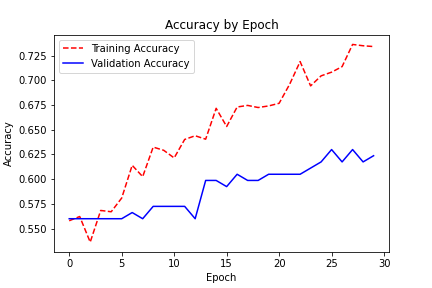 Accuracy by Epoch
Training Accuracy
Validation Accuracy
Accuracy
0.725
0.700
0.675
0.650
0.625
0.600
0.575
0.550
0 5 10 15 20 25 30
Epoch